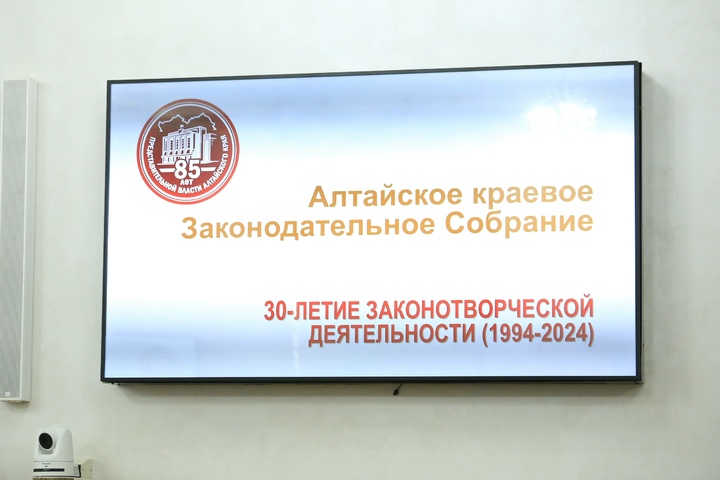 85
ЛЕТ
ПРЕДСТАВИТЕЛЬНОЙ ВЛАСТИ АЛТАЙСКОГО КРАЯ
Алтайское краевое
Законодательное Собрание
30-ЛЕТИЕ ЗАКОНОТВОРЧЕСКОЙ
ДЕЯТЕЛЬНОСТИ (1994-2024)